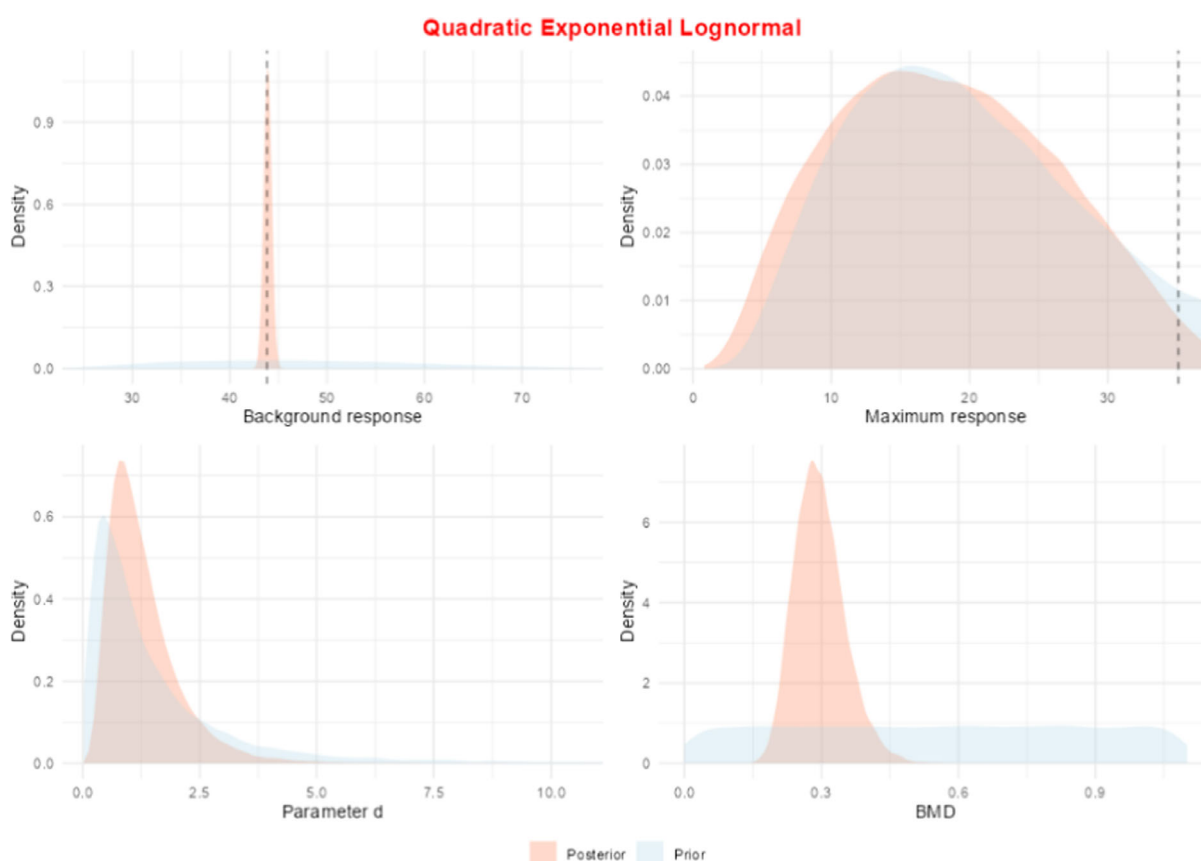 Quadratic Exponential Lognormal
0.9
0.6
0.3
0.0
Density
30 40 50 60 70
Background response
0.04
0.03
0.02
0.01
0.00
Density
0 10 20 30
Maximum response
0.6
0.4
0.2
0.0
Density
0.0 2.5 5.0 7.5 10.0
Parameter d
6
4
2
0
Density
0.0 0.3 0.6 0.9
BMD
Posterior Prior